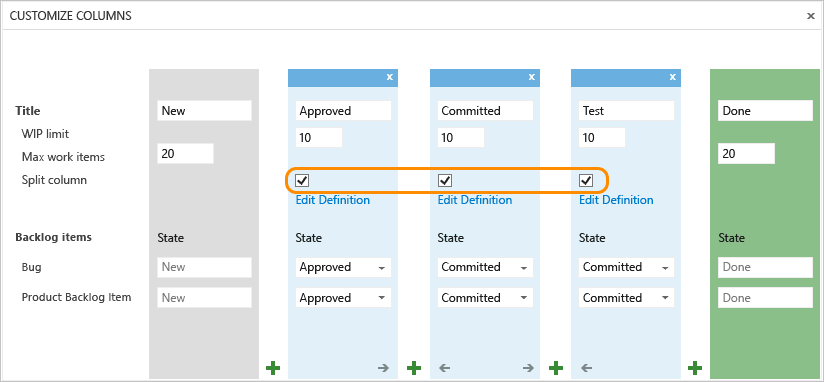 CUSTOMIZE COLUMNS x
x x x
Title New Approved Committed Test Done
WIP limit 10 10 10
Max work items 20 20
Split column
Edit Definition Edit Definition Edit Definition
Backlog items State State State State State
Bug New Approved Committed Committed Done
Product Backlog Item New Approved Committed Committed Done